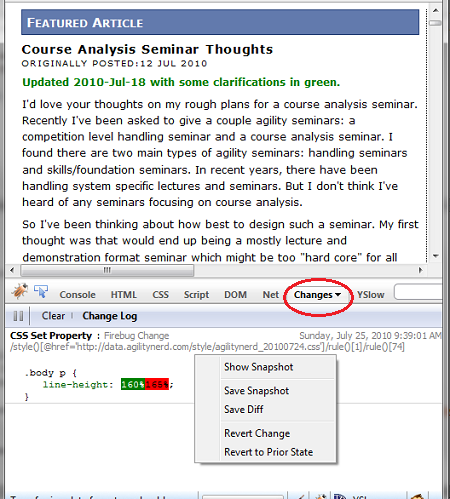 FEATURED ARTICLE
Course Analysis Seminar Thoughts
ORIGINALLY POSTED:12 JUL 2010
Updated 2010-Jul-18 with some clarifications in green.
I'd love your thoughts on my rough plans for a course analysis seminar.
Recently I've been asked to give a couple agility seminars: a
competition level handling seminar and a course analysis seminar. I
found there are two main types of agility seminars: handling seminars
and skills/foundation seminars. In recent years, there have been
handling system specific lectures and seminars. But I don't think I've
heard of any seminars focusing on course analysis.
So I've been thinking about how best to design such a seminar. My first
thought was that would end up being a mostly lecture and
demonstration format seminar which might be too "hard core" for all
Console HTML CSS Script DOM Net Changes YSlow
Clear Change Log
CSS Set Property : Firebug Change Sunday, July 25, 2010 9:39:01 AM
/style()[@href='http://data.agilitynerd.com/style/agilitynerd_20100724.css']/rule()[1]/rule()[74]
.body p {
line-height: 160%165%;
}
Show Snapshot
Save Snapshot
Save Diff
Revert Change
Revert to Prior State